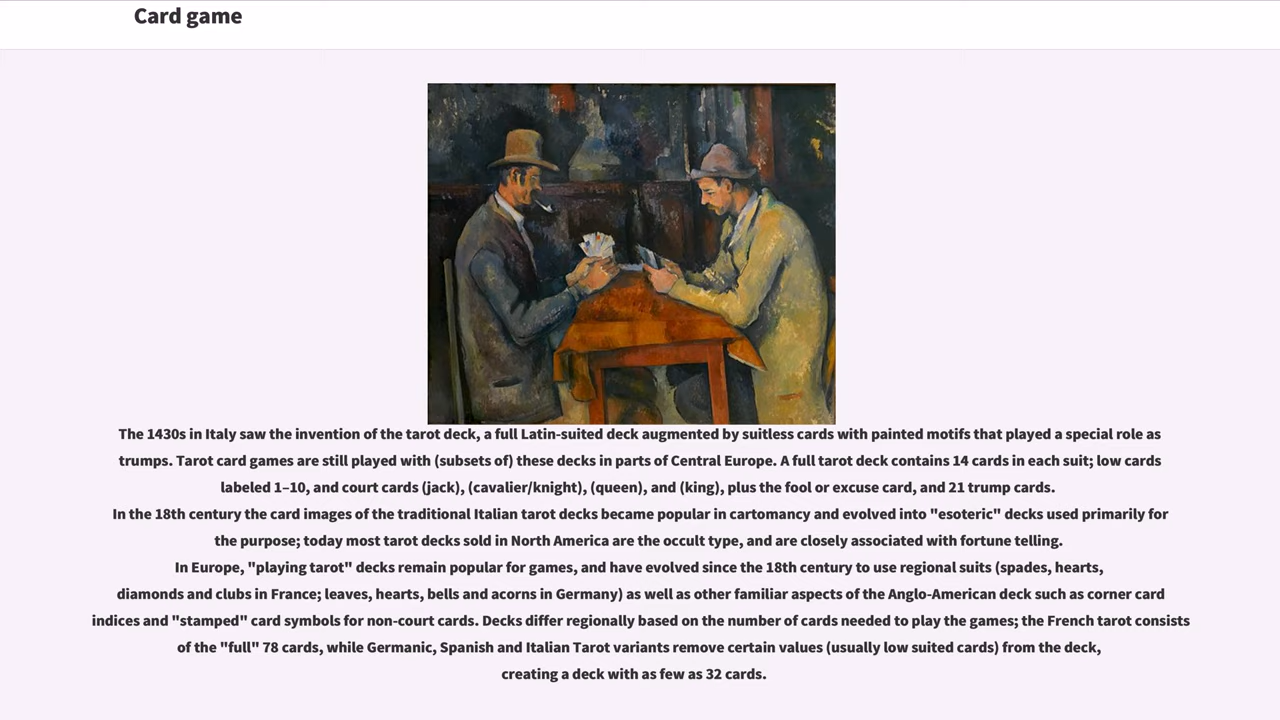 Card game
The 1430s in Italy saw the invention of the tarot deck, a full Latin-suited deck augmented by suitless cards with painted motifs that played a special role as
trumps. Tarot card games are still played with (subsets of) these decks in parts of Central Europe. A full tarot deck contains 14 cards in each suit; low cards
labeled 1–10, and court cards (jack), (cavalier/knight), (queen), and (king), plus the fool or excuse card, and 21 trump cards.
In the 18th century the card images of the traditional Italian tarot decks became popular in cartomancy and evolved into "esoteric" decks used primarily for
the purpose; today most tarot decks sold in North America are the occult type, and are closely associated with fortune telling.
In Europe, "playing tarot" decks remain popular for games, and have evolved since the 18th century to use regional suits (spades, hearts,
diamonds and clubs in France; leaves, hearts, bells and acorns in Germany) as well as other familiar aspects of the Anglo-American deck such as corner card
indices and "stamped" card symbols for non-court cards. Decks differ regionally based on the number of cards needed to play the games; the French tarot consists
of the "full" 78 cards, while Germanic, Spanish and Italian Tarot variants remove certain values (usually low suited cards) from the deck,
creating a deck with as few as 32 cards.